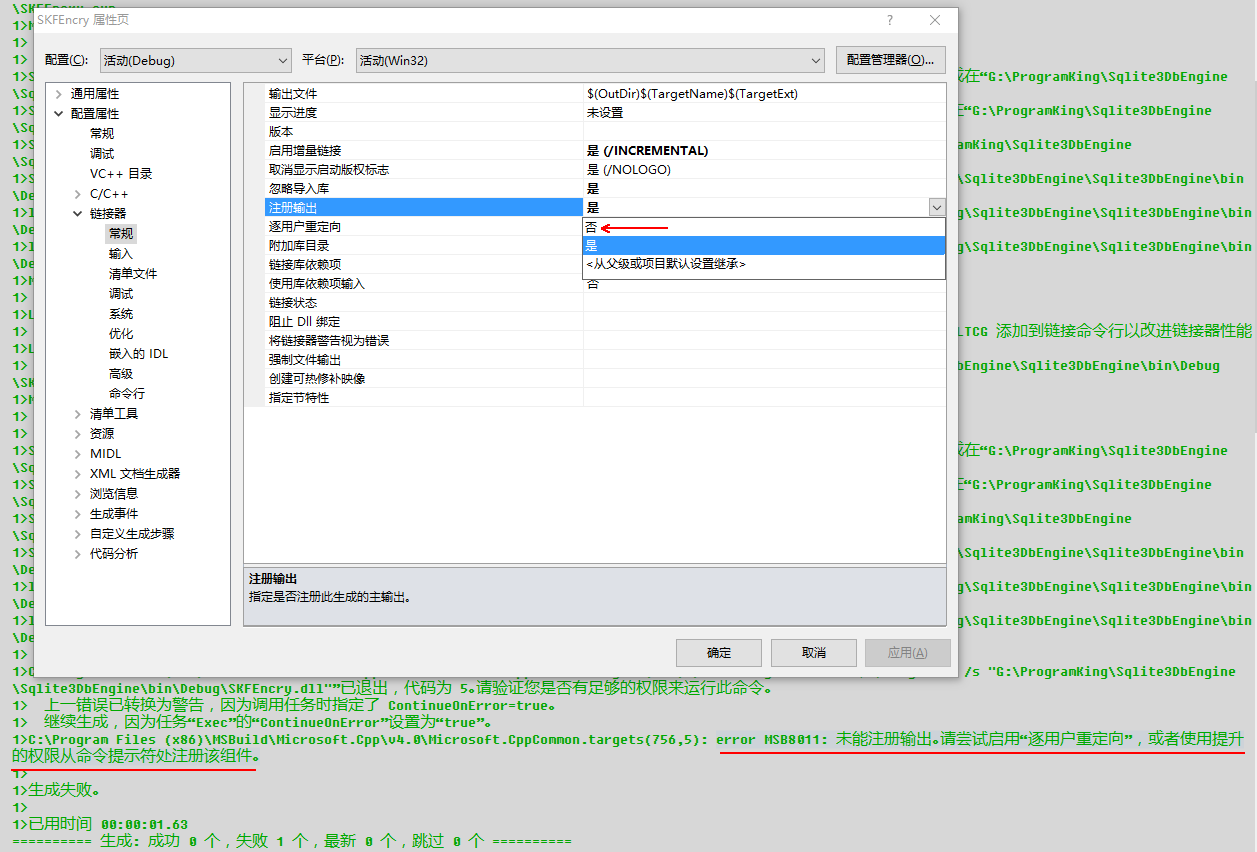 SKFEncry 属性页
?
配置(C): 活动(Debug) 平台(P): 活动(Win32) 配置管理器(O)...
通用属性
配置属性
常规
调试
VC++ 目录
C/C++
链接器
常规
输入
清单文件
调试
系统
优化
嵌入的 IDL
高级
命令行
清单工具
资源
MIDL
XML 文档生成器
浏览信息
生成事件
自定义生成步骤
代码分析
输出文件 $(OutDir)$(TargetName)$(TargetExt)
显示进度 未设置
版本
启用增量链接 是 (/INCREMENTAL)
取消显示启动版权标志 是 (/NOLOGO)
忽略导入库 是
注册输出 是
逐用户重定向 否
附加库目录 是
链接库依赖项 <从父级或项目默认设置继承>
使用库依赖项输入 否
链接状态
阻止 Dll 绑定
将链接器警告视为错误
强制文件输出
创建可热修补映像
指定节特性
注册输出
指定是否注册此生成的主输出。
确定 取消 应用(A)
在“G:\ProgramKing\Sqlite3DbEngine
“G:\ProgramKing\Sqlite3DbEngine
amKing\Sqlite3DbEngine
\Sqlite3DbEngine\Sqlite3DbEngine\bin
g\Sqlite3DbEngine\Sqlite3DbEngine\bin
g\Sqlite3DbEngine\Sqlite3DbEngine\bin
LTCG 添加到链接命令行以改进链接器性能
bEngine\Sqlite3DbEngine\bin\Debug
在“G:\ProgramKing\Sqlite3DbEngine
“G:\ProgramKing\Sqlite3DbEngine
amKing\Sqlite3DbEngine
\Sqlite3DbEngine\Sqlite3DbEngine\bin
g\Sqlite3DbEngine\Sqlite3DbEngine\bin
g\Sqlite3DbEngine\Sqlite3DbEngine\bin
/s "G:\ProgramKing\Sqlite3DbEngine
\Sqlite3DbEngine\bin\Debug\SKFEncry.dll"”已退出，代码为 5。请验证您是否有足够的权限来运行此命令。
1> 上一错误已转换为警告，因为调用任务时指定了 ContinueOnError=true。
1> 继续生成，因为任务“Exec”的“ContinueOnError”设置为“true”。
1>C:\Program Files (x86)\MSBuild\Microsoft.Cpp\v4.0\Microsoft.CppCommon.targets(756,5): error MSB8011: 未能注册输出。请尝试启用“逐用户重定向”，或者使用提升
的权限从命令提示符处注册该组件。
1>
1>生成失败。
1>
1>已用时间 00:00:01.63
========== 生成: 成功 0 个，失败 1 个，最新 0 个，跳过 0 个 ==========